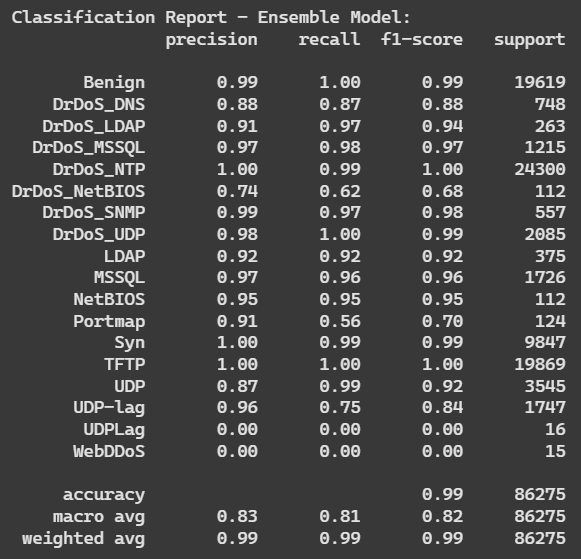 Classification Report - Ensemble Model:
precision recall f1-score support
Benign 0.99 1.00 0.99 19619
DrDoS_DNS 0.88 0.87 0.88 748
DrDoS_LDAP 0.91 0.97 0.94 263
DrDoS_MSSQL 0.97 0.98 0.97 1215
DrDoS_NTP 1.00 0.99 1.00 24300
DrDoS_NetBIOS 0.74 0.62 0.68 112
DrDoS_SNMP 0.99 0.97 0.98 557
DrDoS_UDP 0.98 1.00 0.99 2085
LDAP 0.92 0.92 0.92 375
MSSQL 0.97 0.96 0.96 1726
NetBIOS 0.95 0.95 0.95 112
Portmap 0.91 0.56 0.70 124
Syn 1.00 0.99 0.99 9847
TFTP 1.00 1.00 1.00 19869
UDP 0.87 0.99 0.92 3545
UDP-lag 0.96 0.75 0.84 1747
UDPLag 0.00 0.00 0.00 16
WebDDoS 0.00 0.00 0.00 15
accuracy 0.99 86275
macro avg 0.83 0.81 0.82 86275
weighted avg 0.99 0.99 0.99 86275